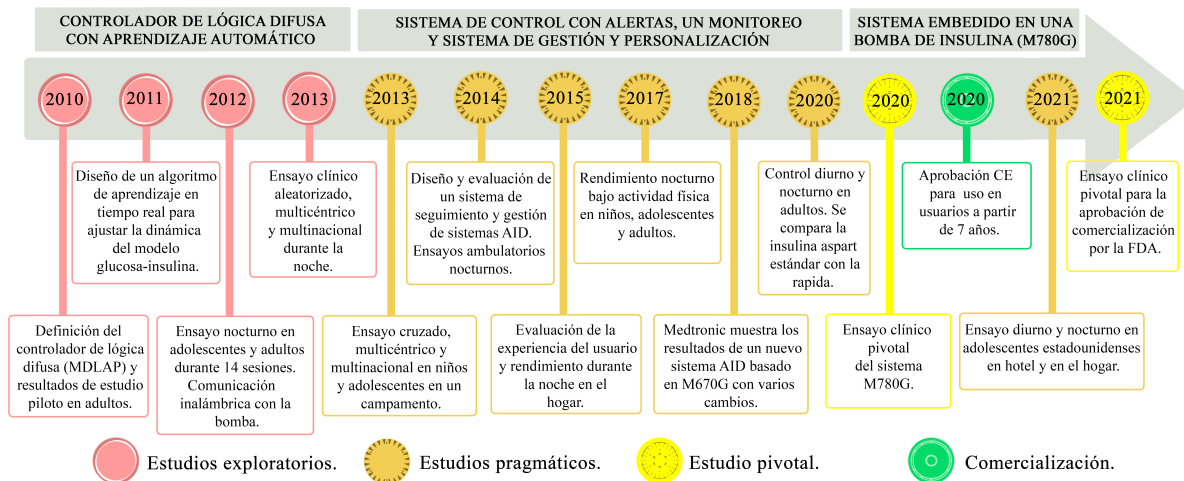 CONTROLADOR DE LÓGICA DIFUSA
CON APRENDIZAJE AUTOMÁTICO
SISTEMA DE CONTROL CON ALERTAS, UN MONITOREO
Y SISTEMA DE GESTIÓN Y PERSONALIZACIÓN
SISTEMA EMBEDIDO EN UNA
BOMBA DE INSULINA (M780G)
2010
2011
2012
2013
2013
2014
2015
2017
2018
2020
2020
2020
2021
2021
Diseño de un algoritmo
de aprendizaje en
tiempo real para
ajustar la dinámica
del modelo
glucosa-insulina.
Ensayo clínico
aleatorizado,
multicéntrico
y multinacional
durante la
noche.
Diseño y evaluación de
un sistema de
seguimiento y gestión
de sistemas AID.
Ensayos ambulatorios
nocturnos.
Rendimiento nocturno
bajo actividad física
en niños, adolescentes
y adultos.
Control diurno y
nocturno en
adultos. Se
compara la
insulina aspart
estándar con la
rapida.
Aprobación CE
para uso en
usuarios a partir
de 7 años.
Ensayo clínico
pivotal para la
aprobación de
comercialización
por la FDA.
Definición del
controlador de lógica
difusa (MDLAP) y
resultados de estudio
piloto en adultos.
Ensayo nocturno en
adolescentes y adultos
durante 14 sesiones.
Comunicación
inalámbrica con la
bomba.
Ensayo cruzado,
multicéntrico y
multinacional en niños
y adolescentes en un
campamento.
Evaluación de la
experiencia del usuario
y rendimiento durante
la noche en el
hogar.
Medtronic muestra los
resultados de un nuevo
sistema AID basado
en M670G con varios
cambios.
Ensayo clínico
pivotal
del sistema
M780G.
Ensayo diurno y nocturno en
adolescentes estadounidenses
en hotel y en el hogar.
Estudios exploratorios.
Estudios pragmáticos.
Estudio pivotal.
Comercialización.